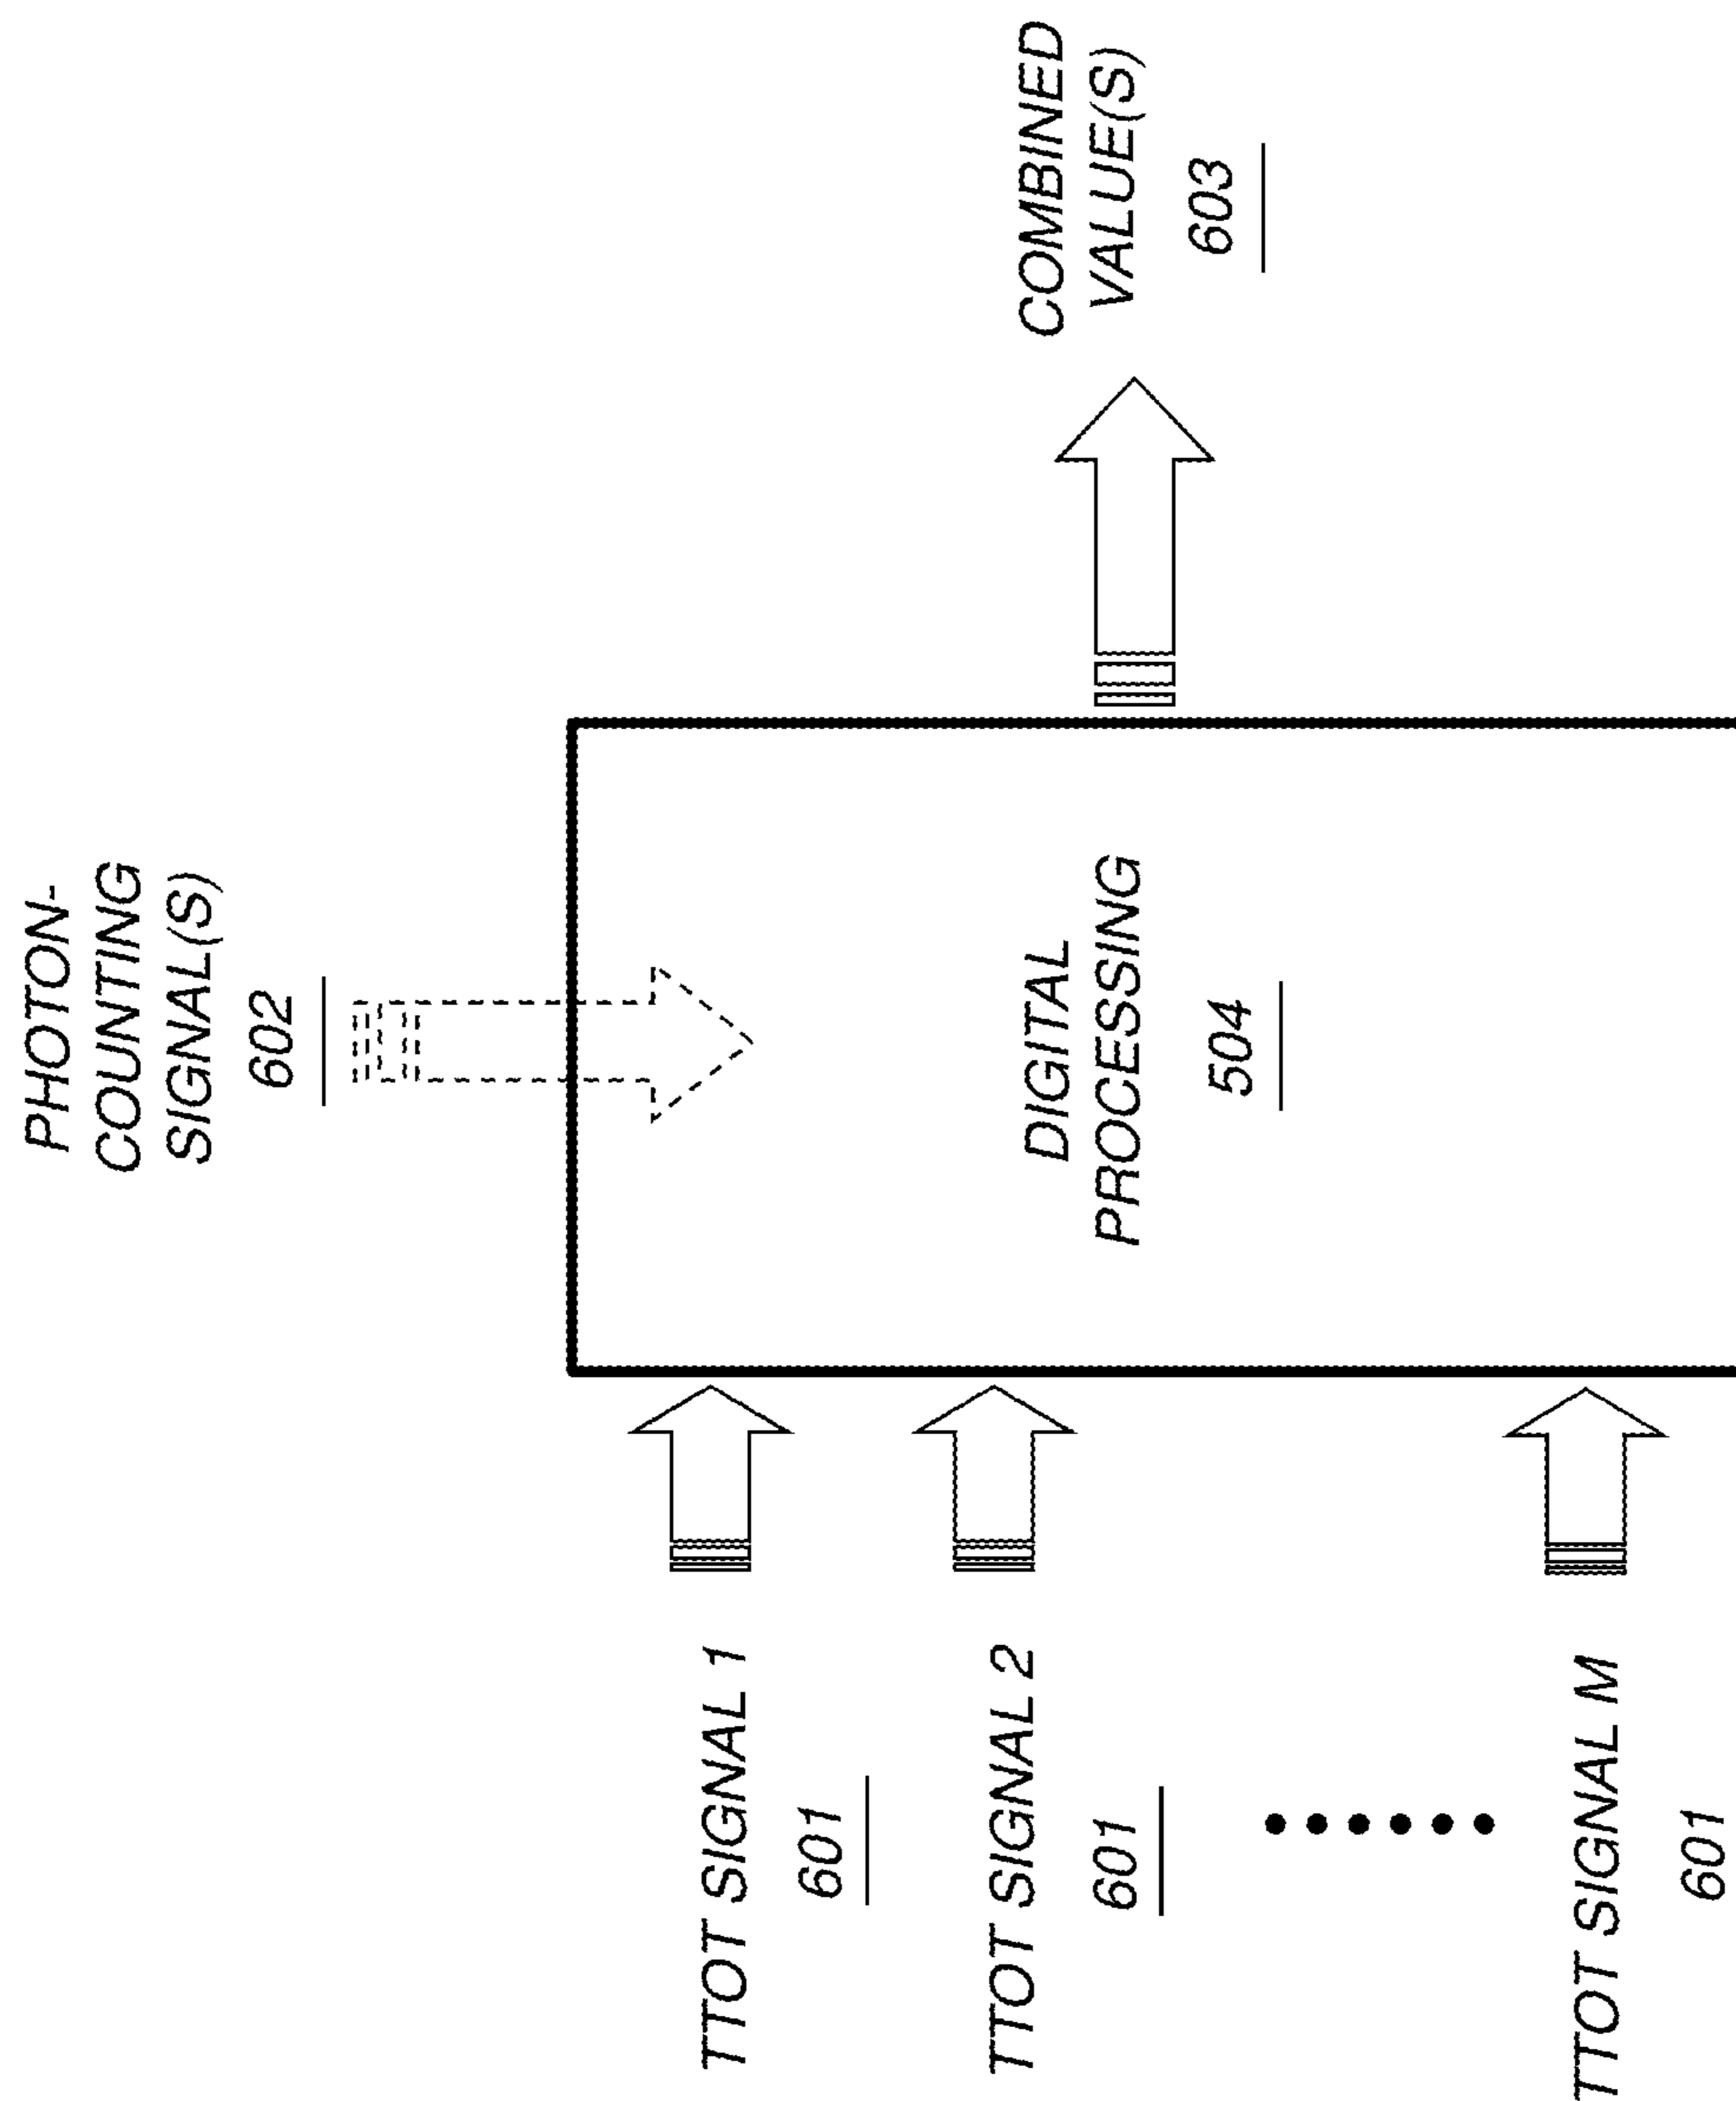 PHOTON-
COUNTING
SIGNAL(S)
602
TTOT SIGNAL 1
601
TTOT SIGNAL 2
601
TTOT SIGNAL M
601
DIGITAL
PROCESSING
504
COMBINED
VALUE(S)
603